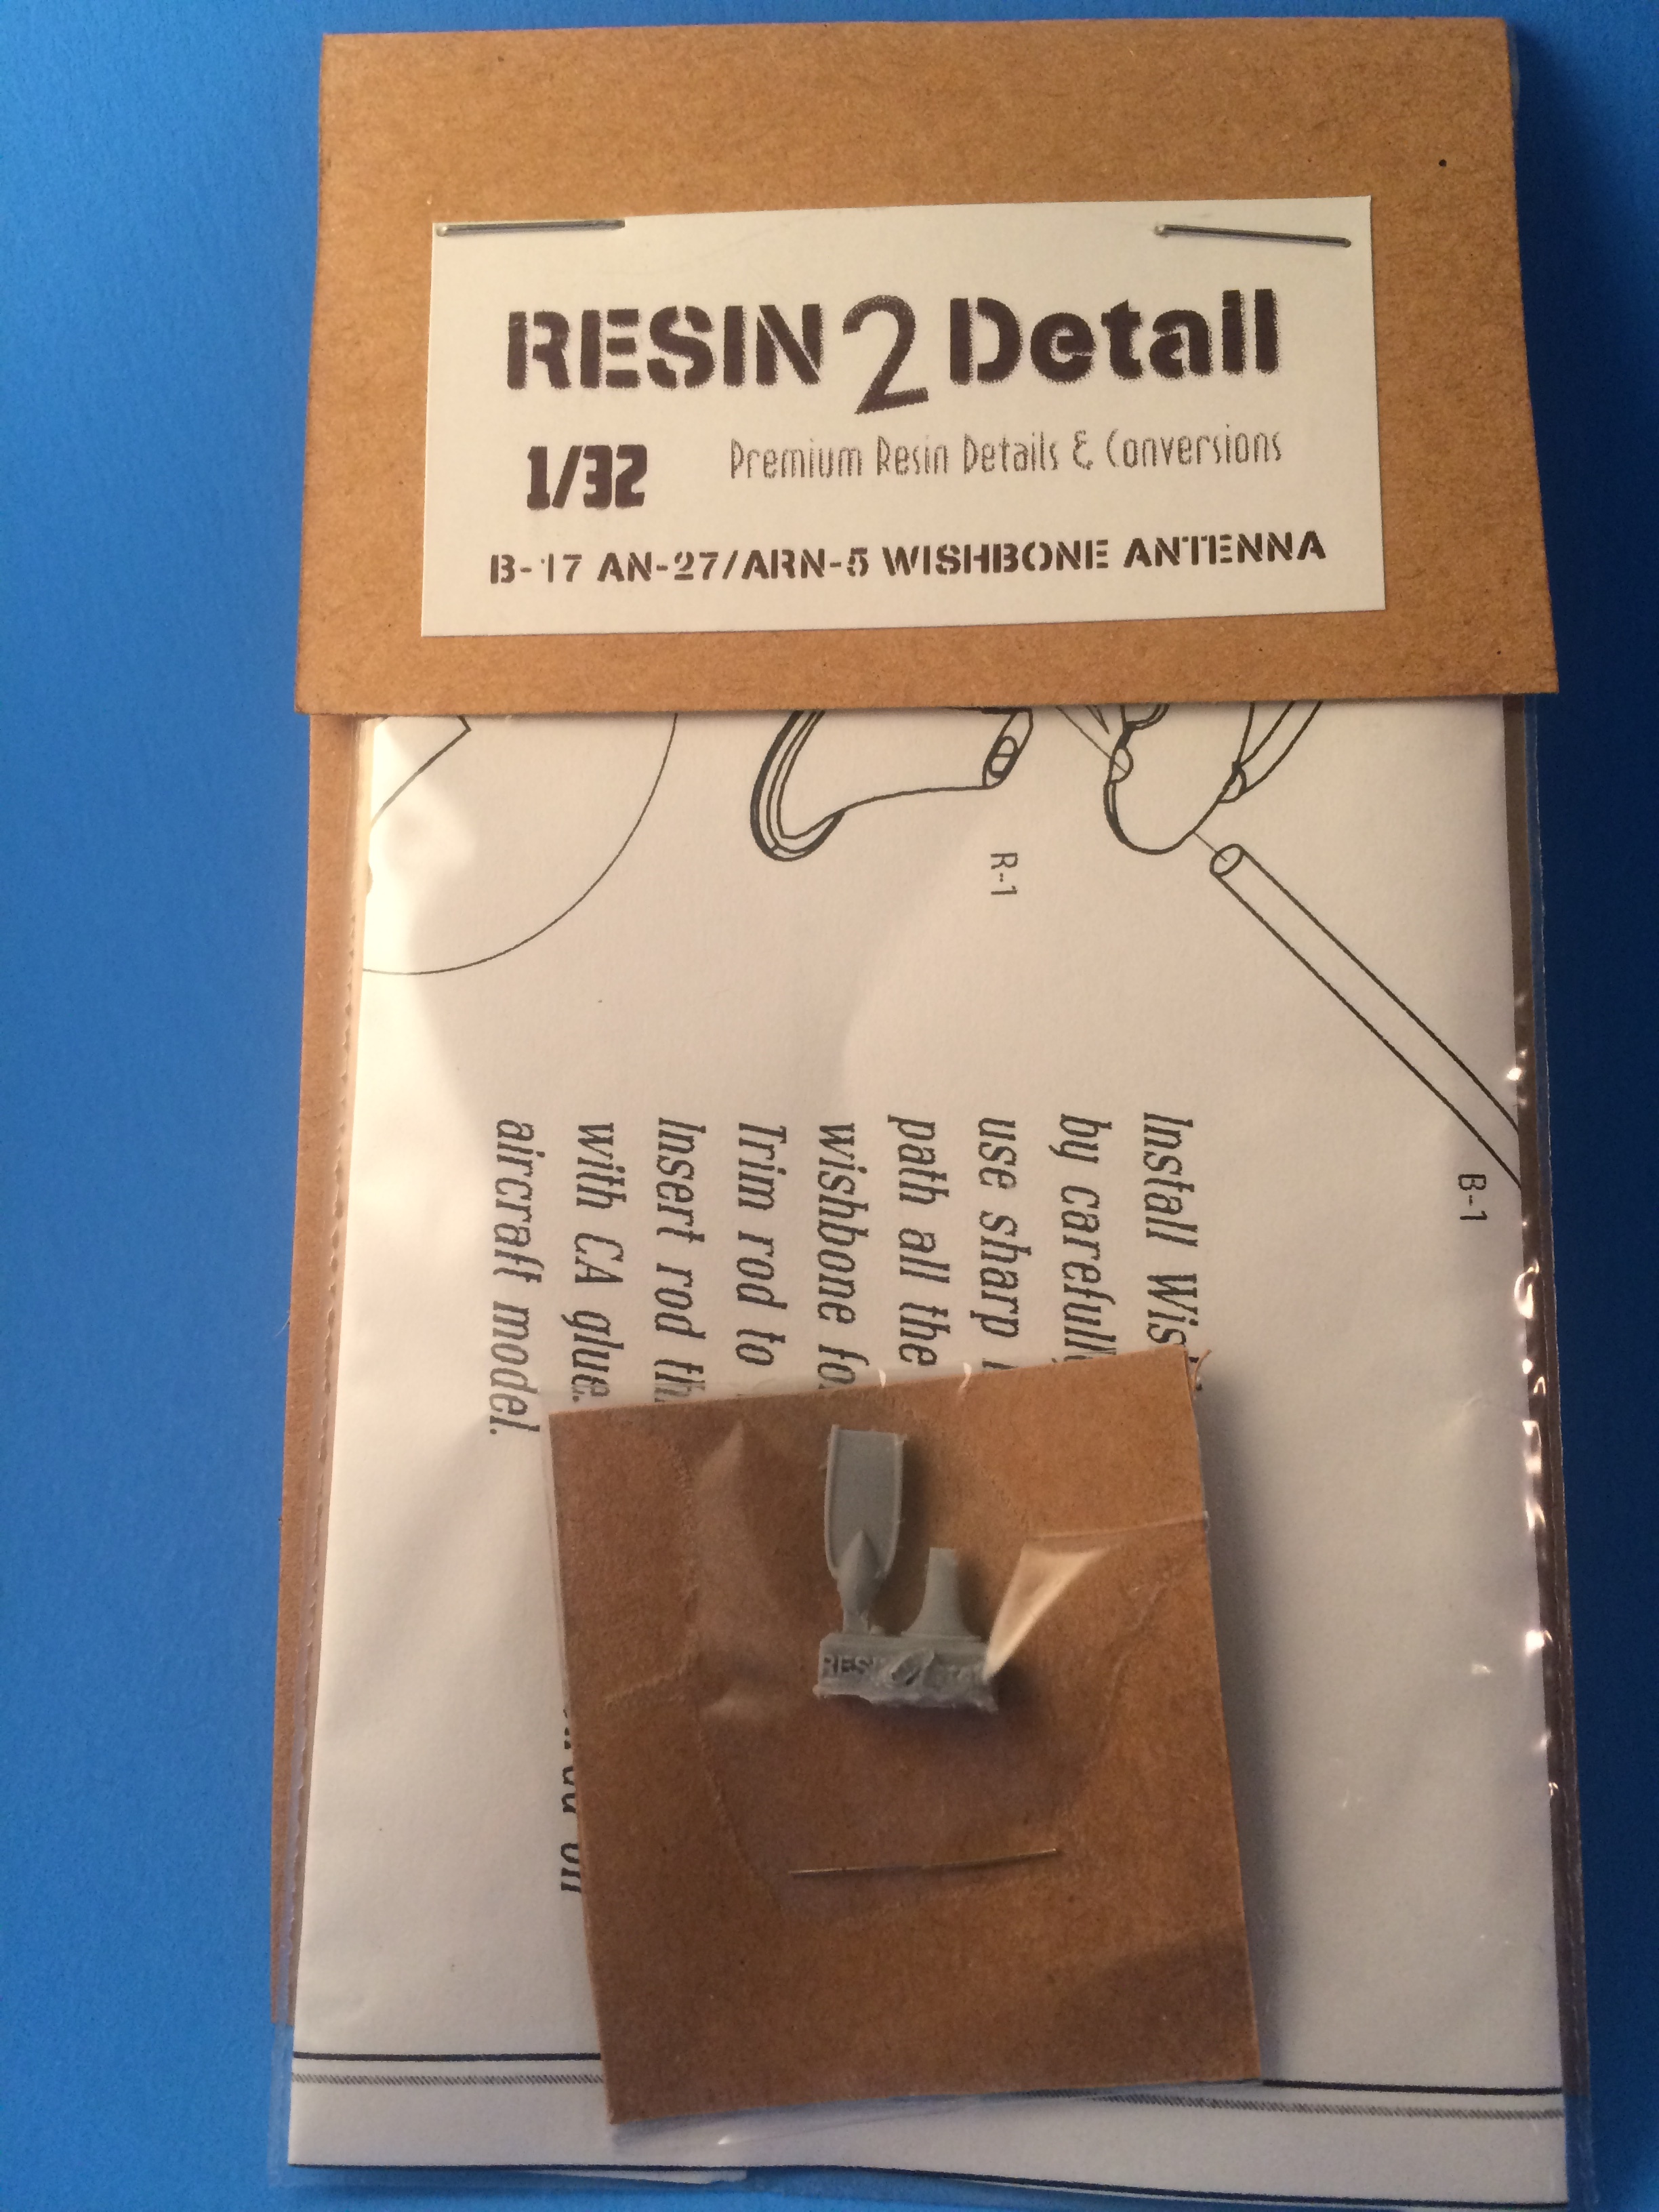 RESIN 2 Detail
1/32
Premium Resin Details & Conversions
B-17 AN-27/ARN-5 WISHBONE ANTENNA
R-1
B-1
Install
by
use sharp
path all the
wishbone
Trim rod to
Insert rod
with CA glue.
aircraft model.
on